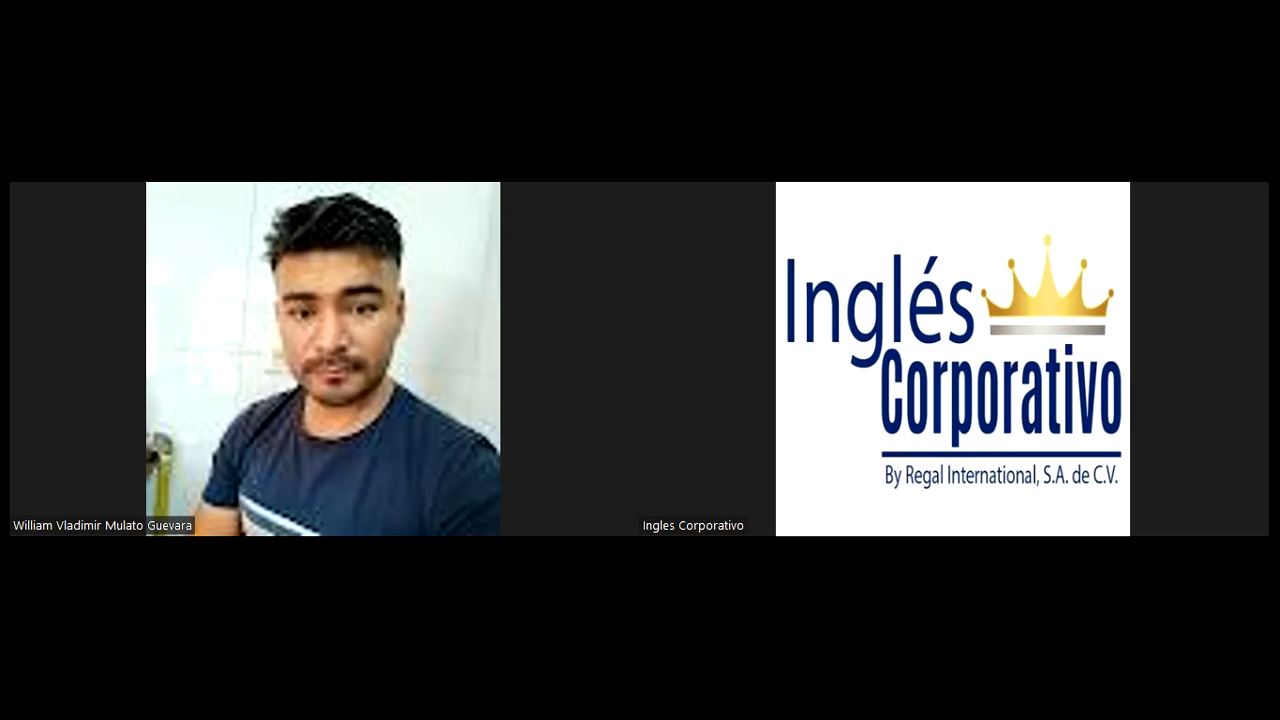 Inglés
Corporativo
By Regal International, S.A. de C.V.
William Vladimir Mulato Guevara
Ingles Corporativo